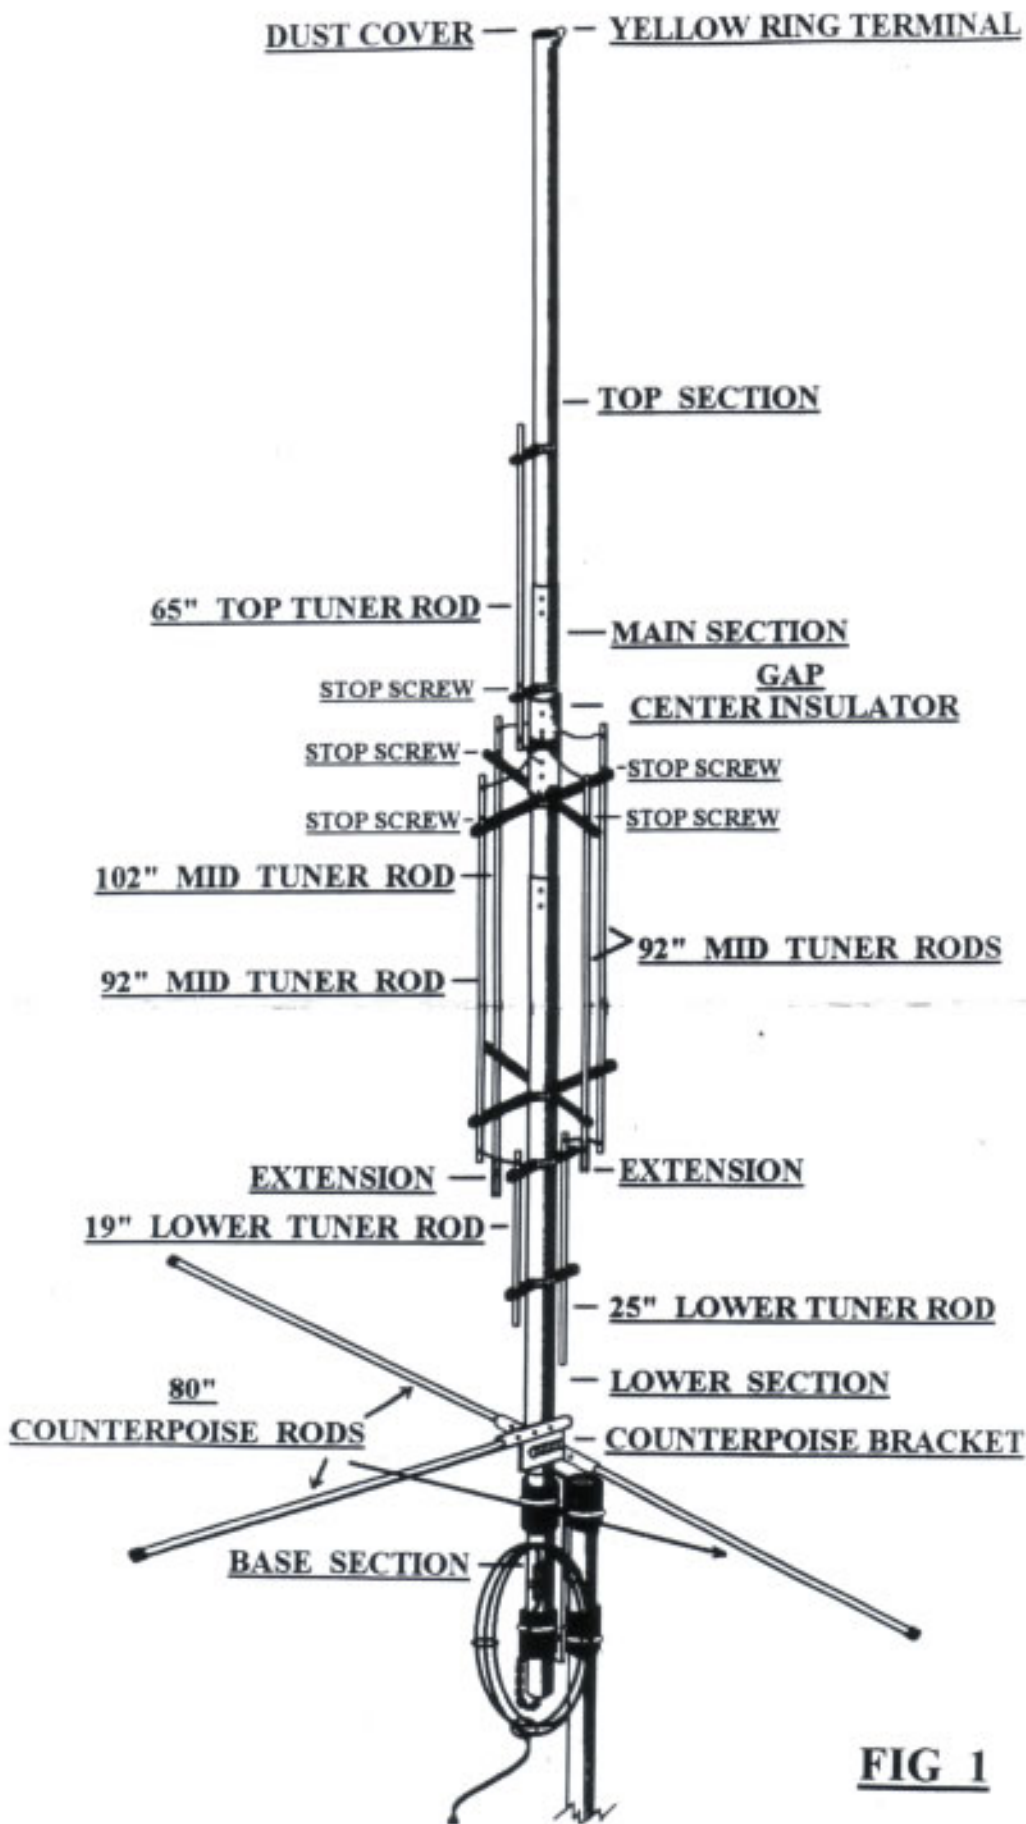 DUST COVER
YELLOW RING TERMINAL
TOP SECTION
65" TOP TUNER ROD
MAIN SECTION
GAP
CENTER INSULATOR
STOP SCREW
STOP SCREW
STOP SCREW
STOP SCREW
STOP SCREW
102" MID TUNER ROD
92" MID TUNER RODS
92" MID TUNER ROD
EXTENSION
EXTENSION
19" LOWER TUNER ROD
25" LOWER TUNER ROD
LOWER SECTION
80"
COUNTERPOISE RODS
COUNTERPOISE BRACKET
BASE SECTION
FIG 1